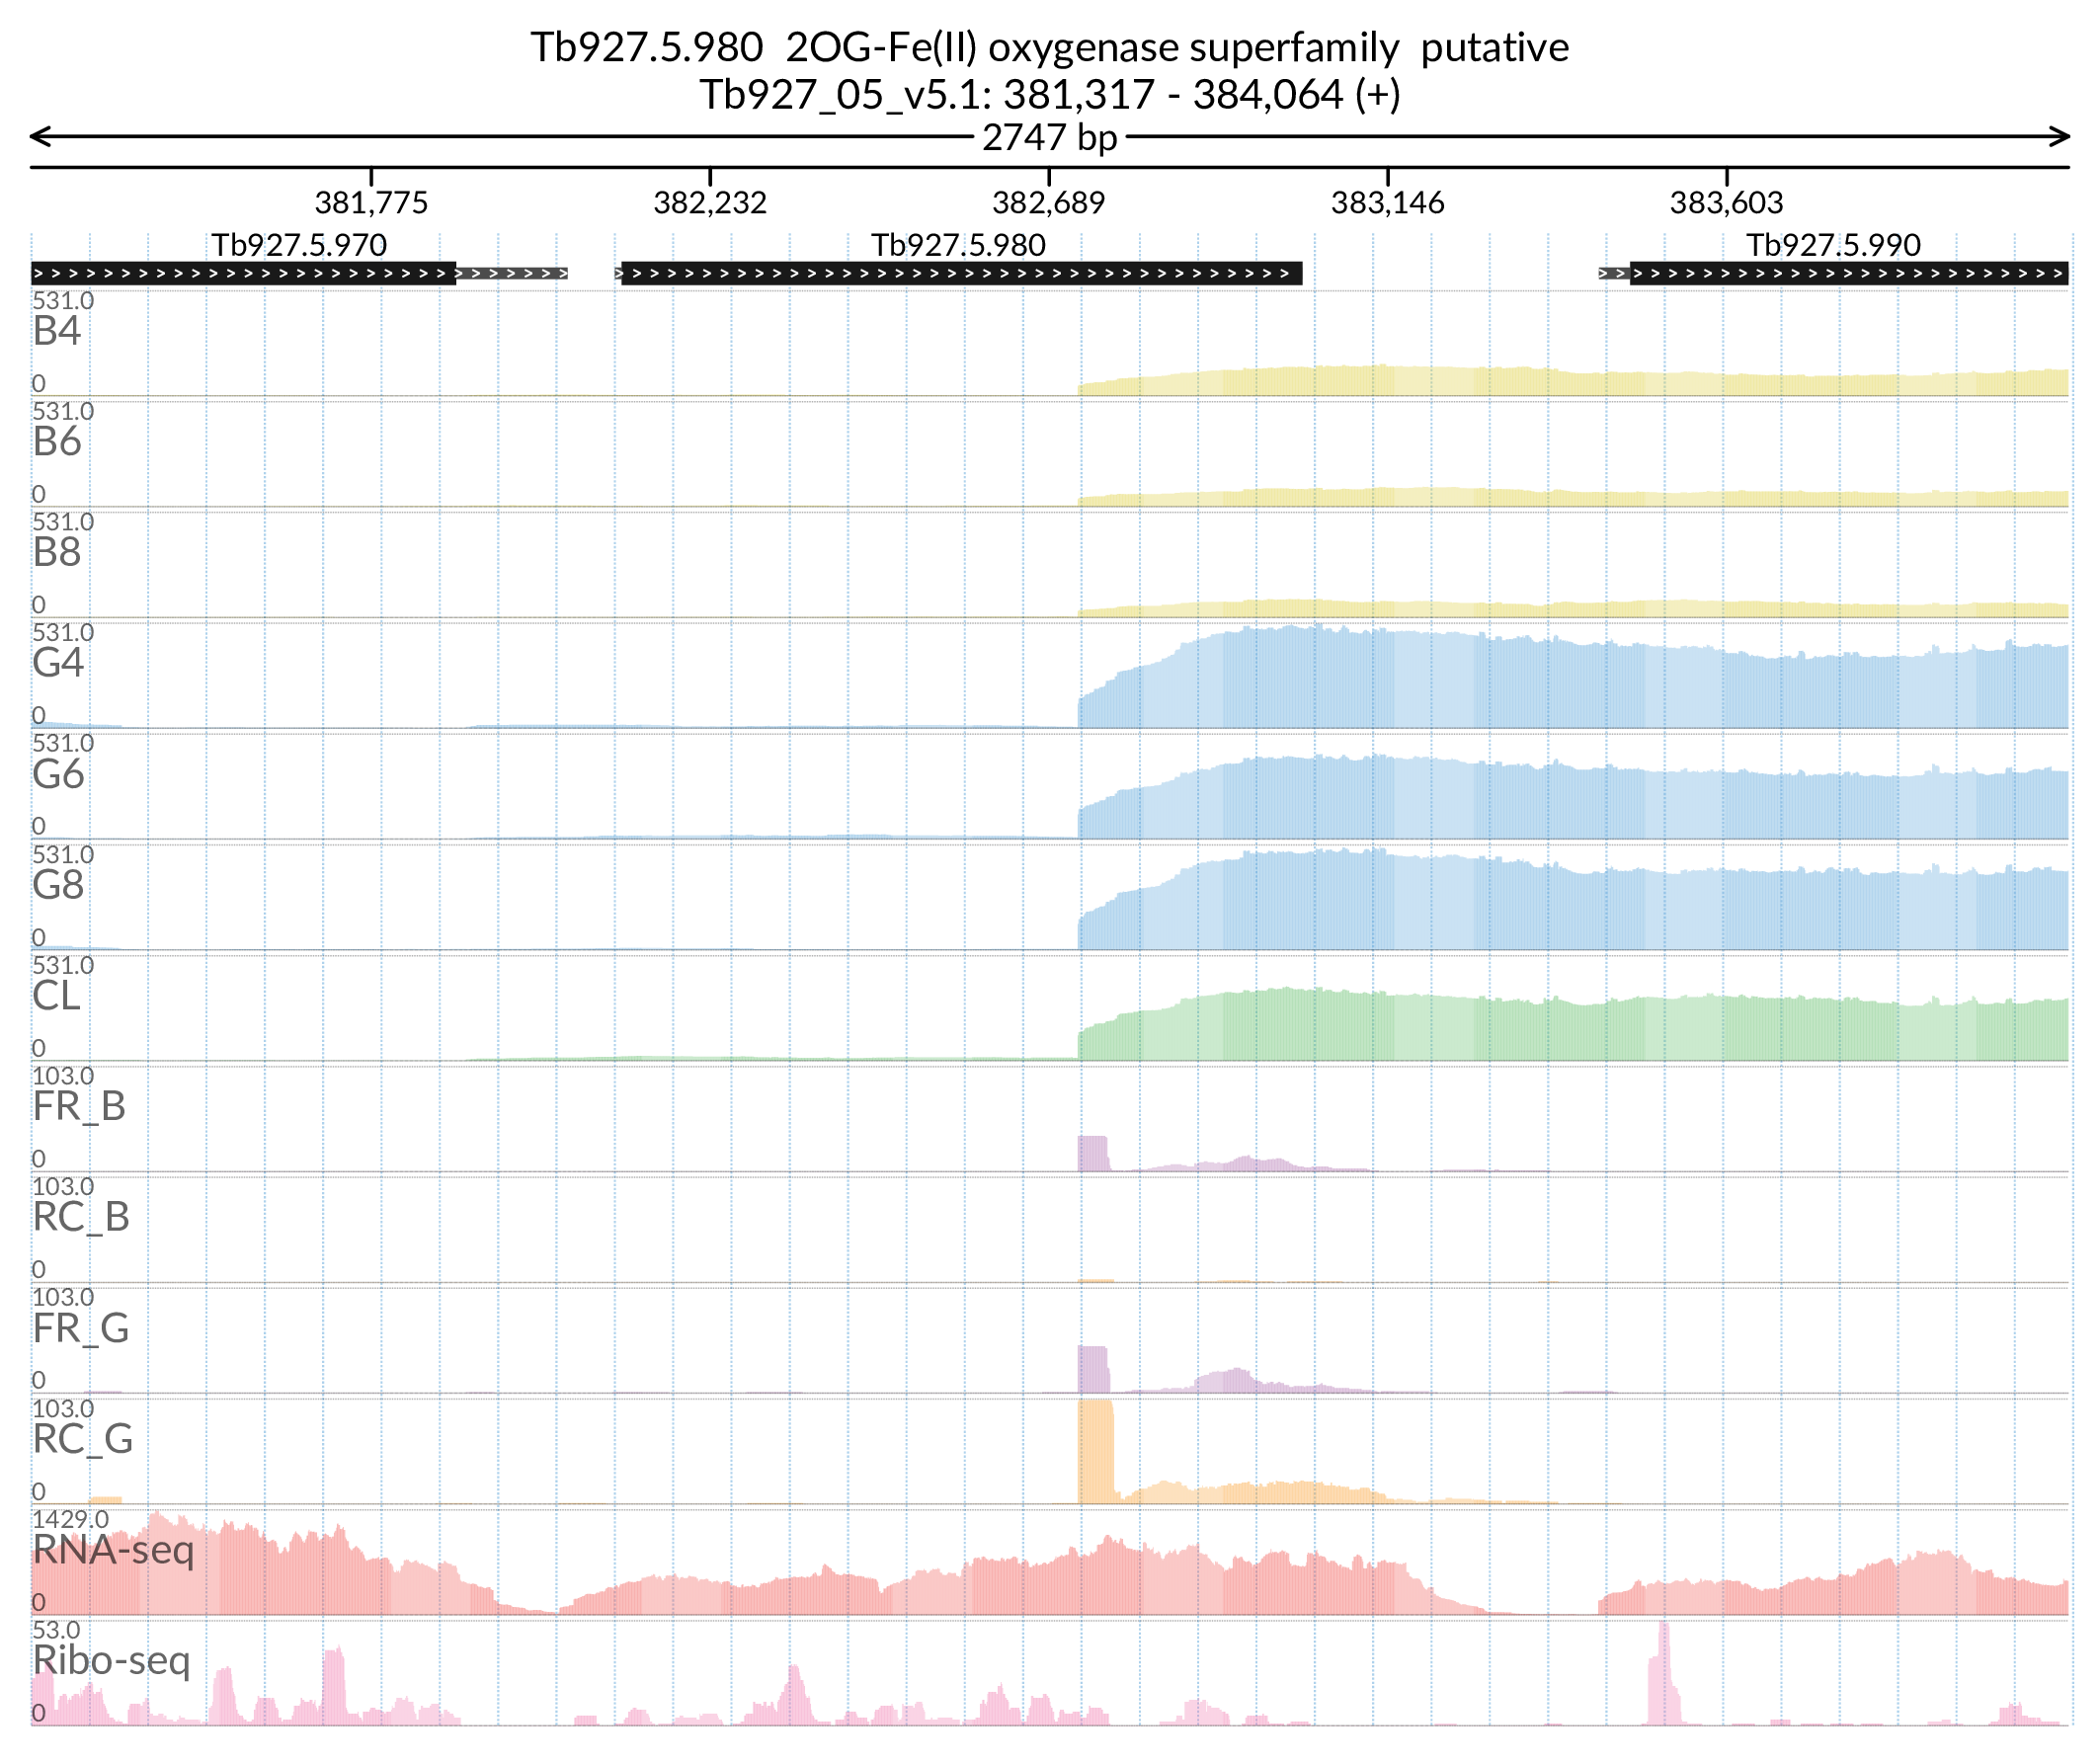 Tb927.5.980  2OG-Fe(II) oxygenase superfamily  putative
Tb927_05_v5.1: 381,317 - 384,064 (+)
2747 bp
381,775 382,232 382,689 383,146 383,603
Tb927.5.970 Tb927.5.980 Tb927.5.990
531.0
B4
0
531.0
B6
0
531.0
B8
0
531.0
G4
0
531.0
G6
0
531.0
G8
0
531.0
CL
0
103.0
FR_B
0
103.0
RC_B
0
103.0
FR_G
0
103.0
RC_G
0
1429.0
RNA-seq
0
53.0
Ribo-seq
0